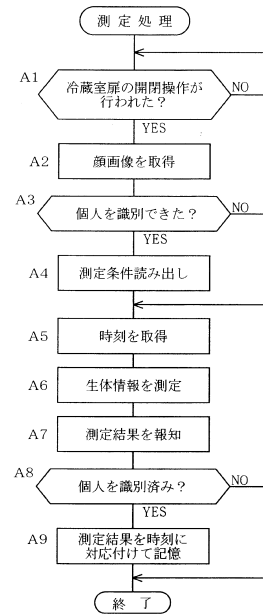 測定処理
A1
冷蔵室扉の開閉操作が
行われた?
NO
YES
A2
顔画像を取得
A3
個人を識別できた?
NO
YES
A4
測定条件読み出し
A5
時刻を取得
A6
生体情報を測定
A7
測定結果を報知
A8
個人を識別済み?
NO
YES
A9
測定結果を時刻に
対応付けて記憶
終了